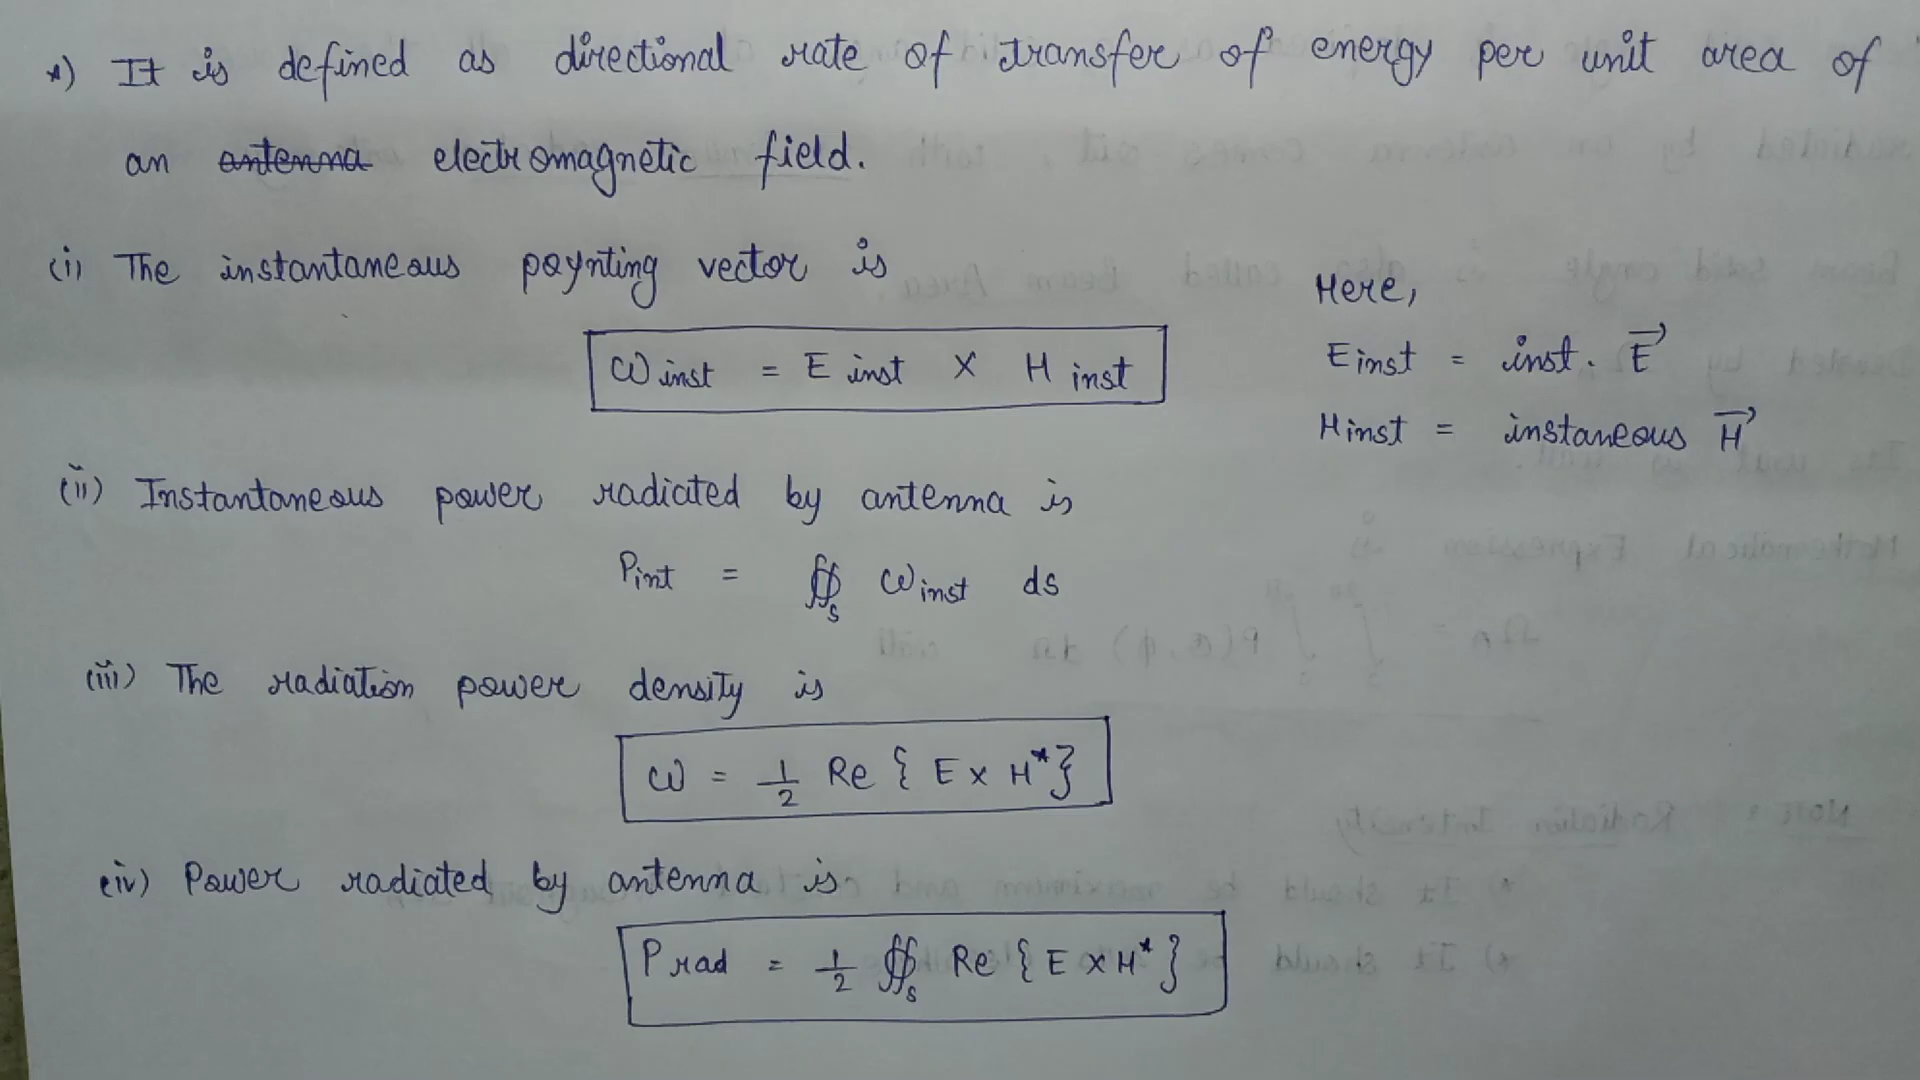 *) It is defined as directional rate of transfer of energy per unit area of
an antenna electromagnetic field.
(i) The instantaneous poynting vector is
Here,
W inst = E inst X H inst
E inst = inst. E→
H inst = instaneous H→
(ii) Instantaneous power radiated by antenna is
Pint = ∯s W inst ds
(iii) The radiation power density is
W = 1/2 Re { E x H* }
(iv) Power radiated by antenna is
P rad = 1/2 ∯s Re { E x H* }